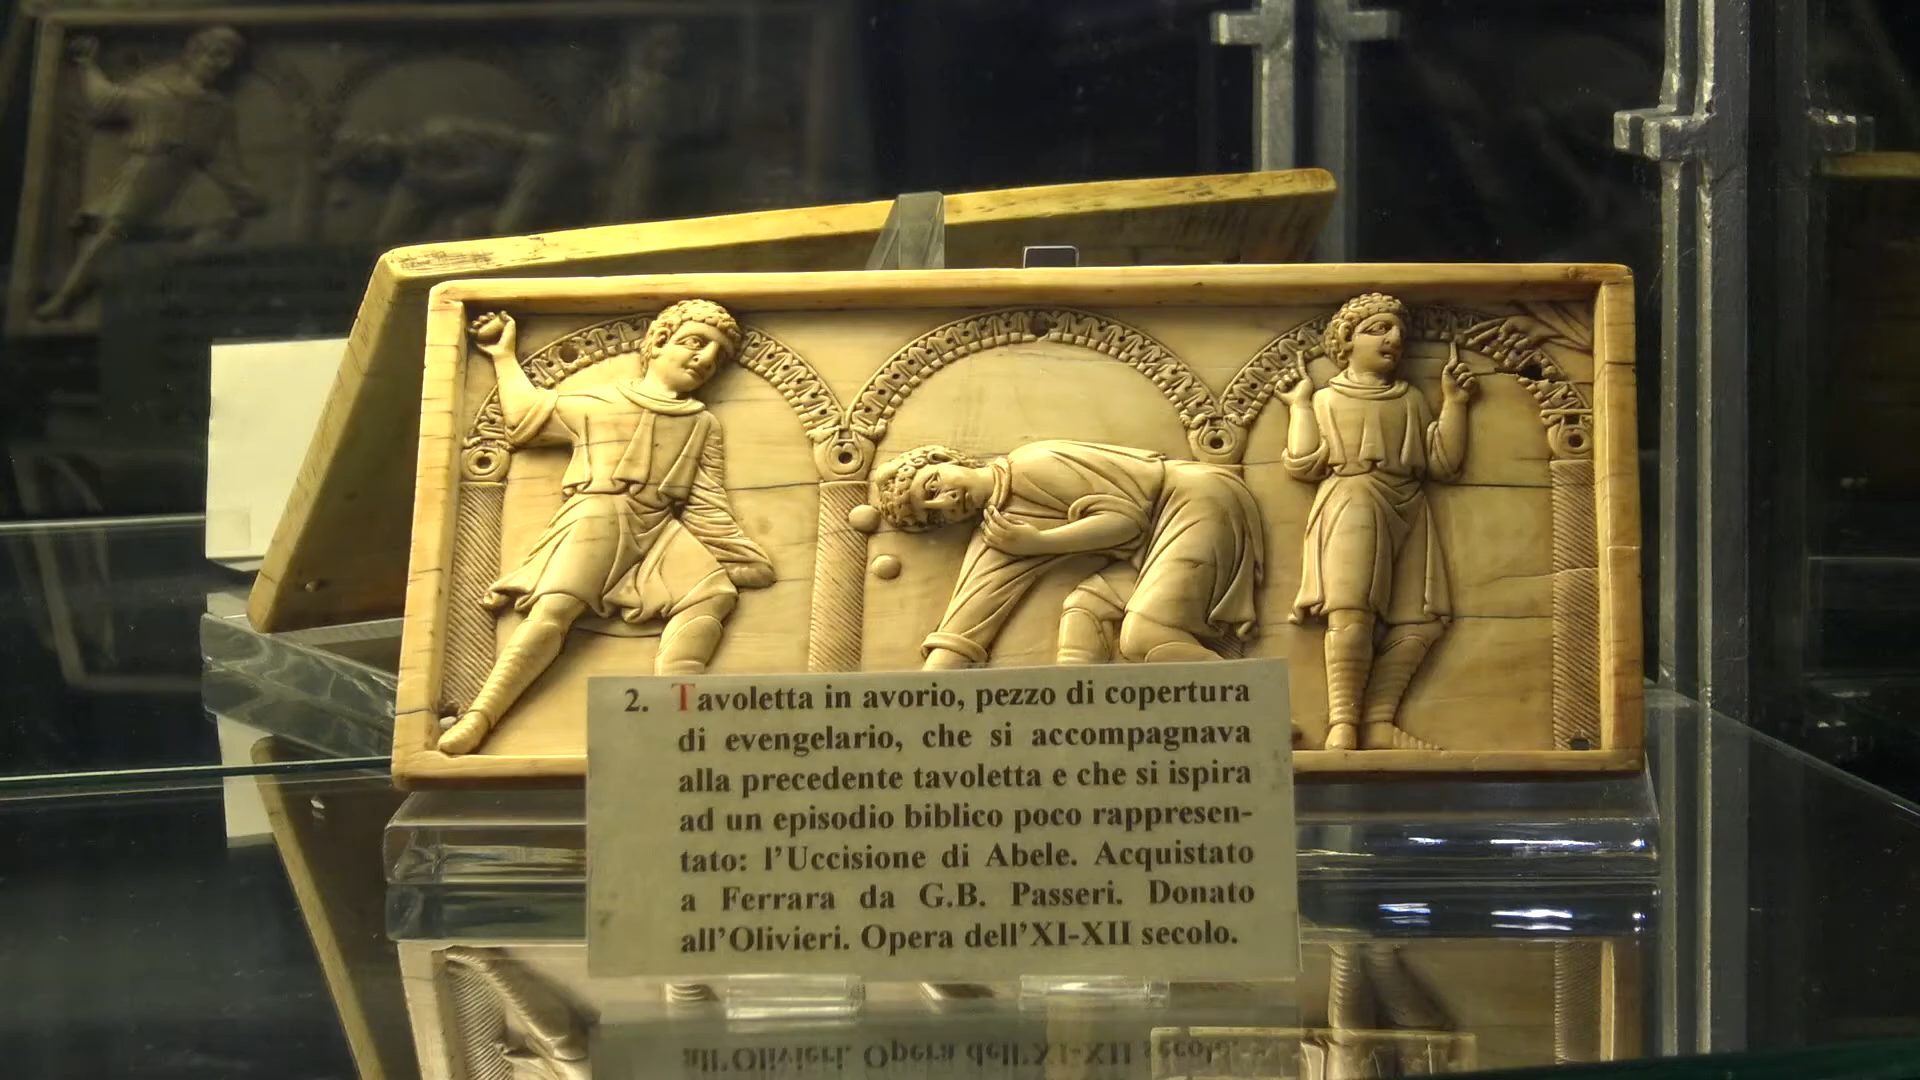 2. Tavoletta in avorio, pezzo di copertura
di evengelario, che si accompagnava
alla precedente tavoletta e che si ispira
ad un episodio biblico poco rappresen-
tato: l’Uccisione di Abele. Acquistato
a Ferrara da G.B. Passeri. Donato
all’Olivieri. Opera dell’XI-XII secolo.